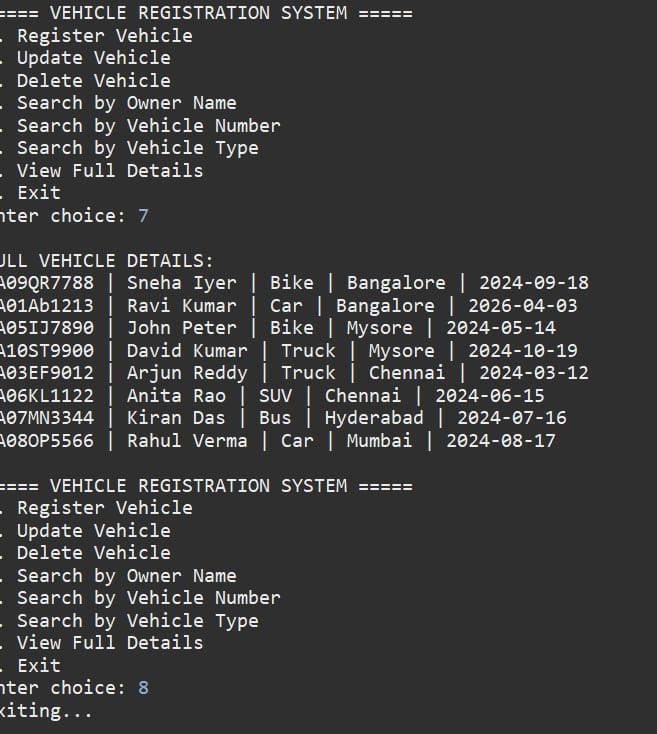 ==== VEHICLE REGISTRATION SYSTEM =====
. Register Vehicle
. Update Vehicle
. Delete Vehicle
. Search by Owner Name
. Search by Vehicle Number
. Search by Vehicle Type
. View Full Details
. Exit
nter choice: 7
ULL VEHICLE DETAILS:
A09QR7788 | Sneha Iyer | Bike | Bangalore | 2024-09-18
A01Ab1213 | Ravi Kumar | Car | Bangalore | 2026-04-03
A05IJ7890 | John Peter | Bike | Mysore | 2024-05-14
A10ST9900 | David Kumar | Truck | Mysore | 2024-10-19
A03EF9012 | Arjun Reddy | Truck | Chennai | 2024-03-12
A06KL1122 | Anita Rao | SUV | Chennai | 2024-06-15
A07MN3344 | Kiran Das | Bus | Hyderabad | 2024-07-16
A08OP5566 | Rahul Verma | Car | Mumbai | 2024-08-17
==== VEHICLE REGISTRATION SYSTEM =====
. Register Vehicle
. Update Vehicle
. Delete Vehicle
. Search by Owner Name
. Search by Vehicle Number
. Search by Vehicle Type
. View Full Details
. Exit
nter choice: 8
xiting...